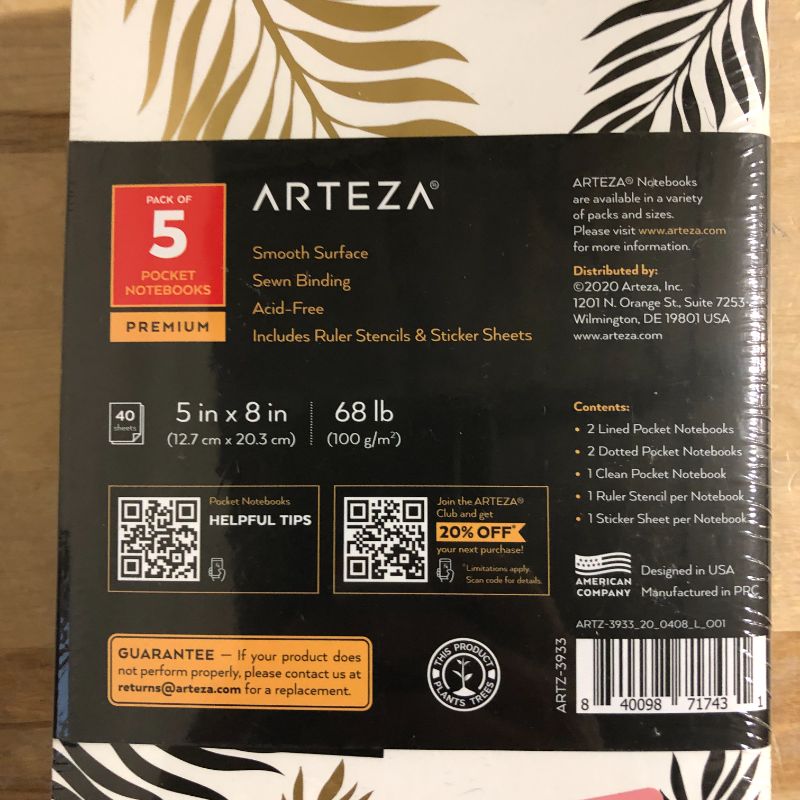 PACK OF
5
POCKET
NOTEBOOKS
PREMIUM
ARTEZA®
Smooth Surface
Sewn Binding
Acid-Free
Includes Ruler Stencils & Sticker Sheets
ARTEZA® Notebooks
are available in a variety
of packs and sizes.
Please visit www.arteza.com
for more information.
Distributed by:
©2020 Arteza, Inc.
1201 N. Orange St., Suite 7253
Wilmington, DE 19801 USA
www.arteza.com
40
sheets
5 in x 8 in
(12.7 cm x 20.3 cm)
68 lb
(100 g/m²)
Contents:
• 2 Lined Pocket Notebooks
• 2 Dotted Pocket Notebooks
• 1 Clean Pocket Notebook
• 1 Ruler Stencil per Notebook
• 1 Sticker Sheet per Notebook
Pocket Notebooks
HELPFUL TIPS
Join the ARTEZA®
Club and get
20% OFF*
your next purchase!
*Limitations apply.
Scan code for details.
AMERICAN
COMPANY
Designed in USA
Manufactured in PRC
GUARANTEE — If your product does
not perform properly, please contact us at
returns@arteza.com for a replacement.
THIS PRODUCT
PLANTS TREES
ARTZ-3933_20_0408_L_001
ARTZ-3933
8 40098 71743 1